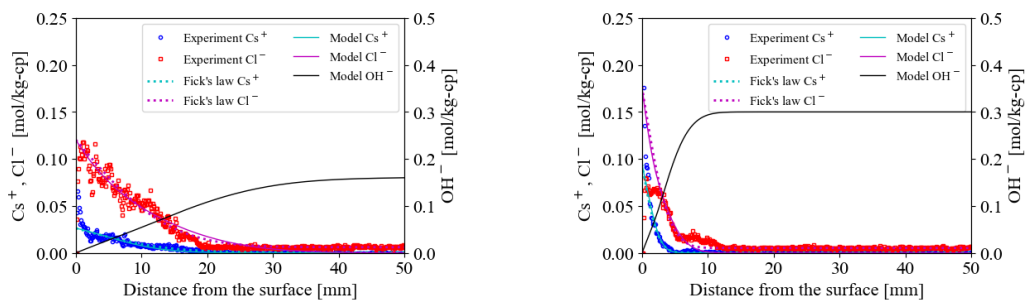 0.25
0.20
0.15
0.10
0.05
0.00
Cs+ , Cl− [mol/kg-cp]
Experiment Cs+
Experiment Cl−
Fick's law Cs+
Fick's law Cl−
Model Cs+
Model Cl−
Model OH−
0.5
0.4
0.3
0.2
0.1
0.0
OH− [mol/kg-cp]
0 10 20 30 40 50
Distance from the surface [mm]
0.25
0.20
0.15
0.10
0.05
0.00
Cs+ , Cl− [mol/kg-cp]
Experiment Cs+
Experiment Cl−
Fick's law Cs+
Fick's law Cl−
Model Cs+
Model Cl−
Model OH−
0.5
0.4
0.3
0.2
0.1
0.0
OH− [mol/kg-cp]
0 10 20 30 40 50
Distance from the surface [mm]